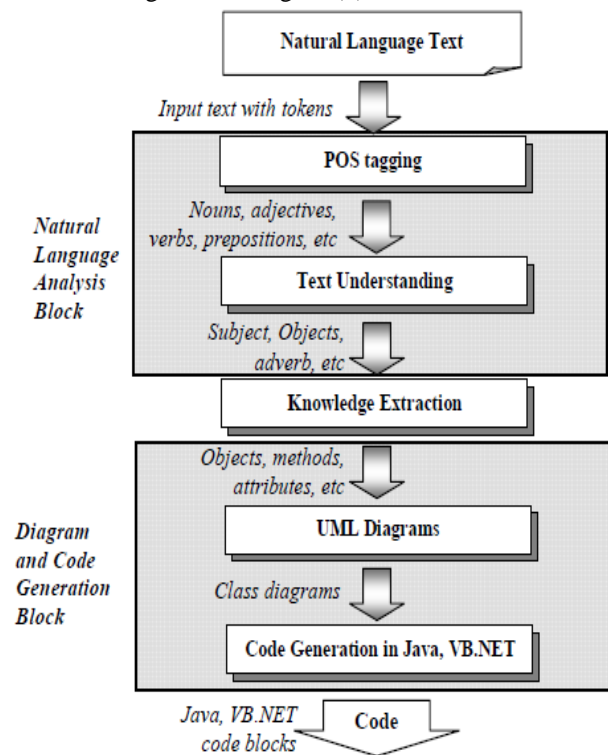 Natural Language Text
Input text with tokens
POS tagging
Nouns, adjectives,
verbs, prepositions, etc
Natural
Language
Analysis
Block
Text Understanding
Subject, Objects,
adverb, etc
Knowledge Extraction
Objects, methods,
attributes, etc
UML Diagrams
Diagram
and Code
Generation
Block
Class diagrams
Code Generation in Java, VB.NET
Java, VB.NET
code blocks
Code